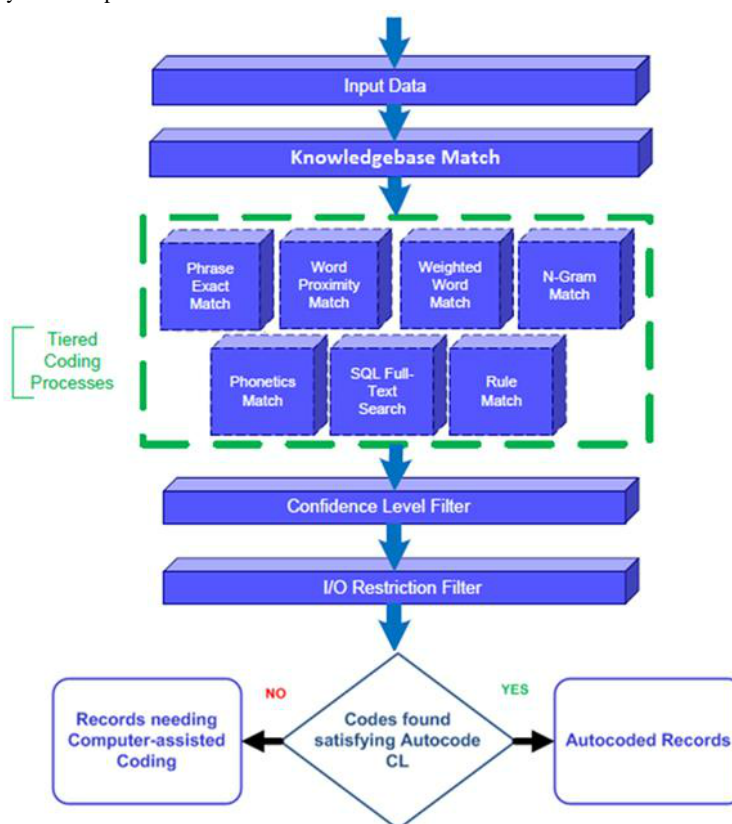 Input Data
Knowledgebase Match
Phrase
Exact
Match
Word
Proximity
Match
Weighted
Word
Match
N-Gram
Match
Tiered
Coding
Processes
Phonetics
Match
SQL Full-
Text
Search
Rule
Match
Confidence Level Filter
I/O Restriction Filter
NO
YES
Records needing
Computer-assisted
Coding
Codes found
satisfying Autocode
CL
Autocoded Records